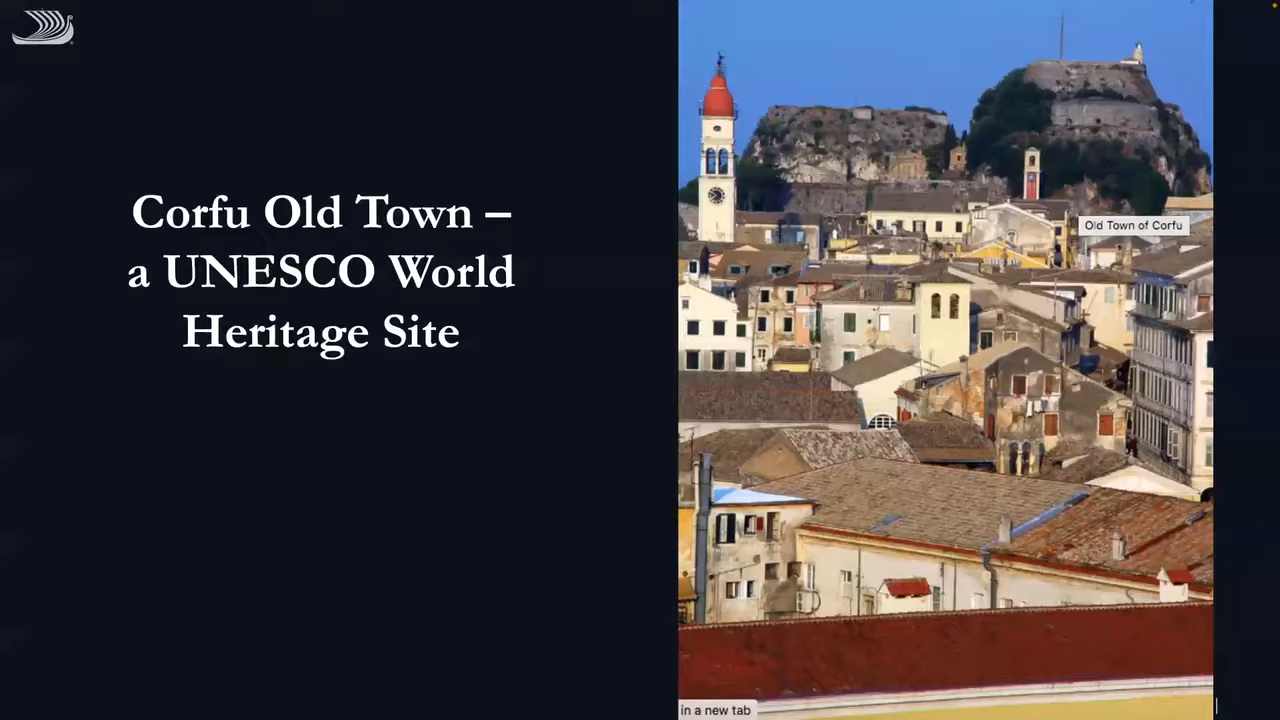 Corfu Old Town –
a UNESCO World
Heritage Site
Old Town of Corfu
in a new tab